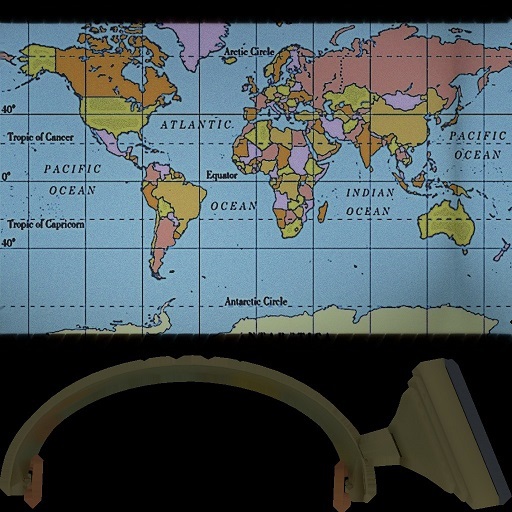 Arctic Circle
40°
ATLANTIC
Tropic of Cancer
PACIFIC
OCEAN
PACIFIC
OCEAN
0°
Equator
INDIAN
OCEAN
OCEAN
Tropic of Capricorn
40°
Antarctic Circle
ANTARCTICA